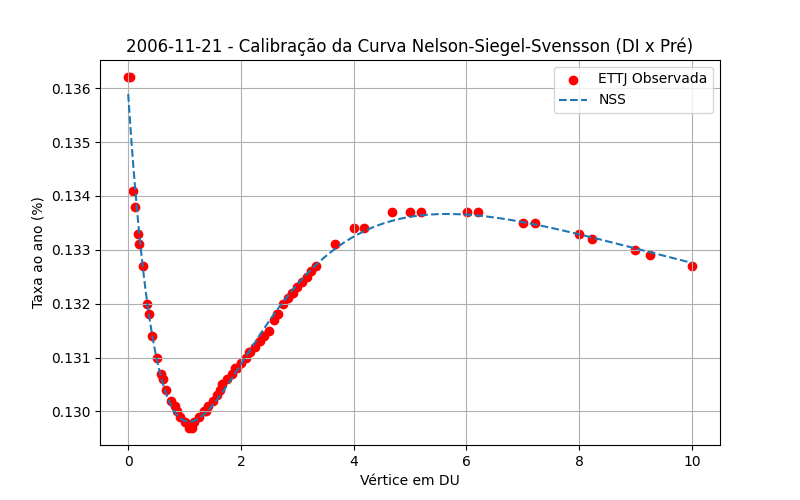 2006-11-21 - Calibração da Curva Nelson-Siegel-Svensson (DI x Pré)
ETTJ Observada
NSS
Taxa ao ano (%)
0.136
0.135
0.134
0.133
0.132
0.131
0.130
0 2 4 6 8 10
Vértice em DU